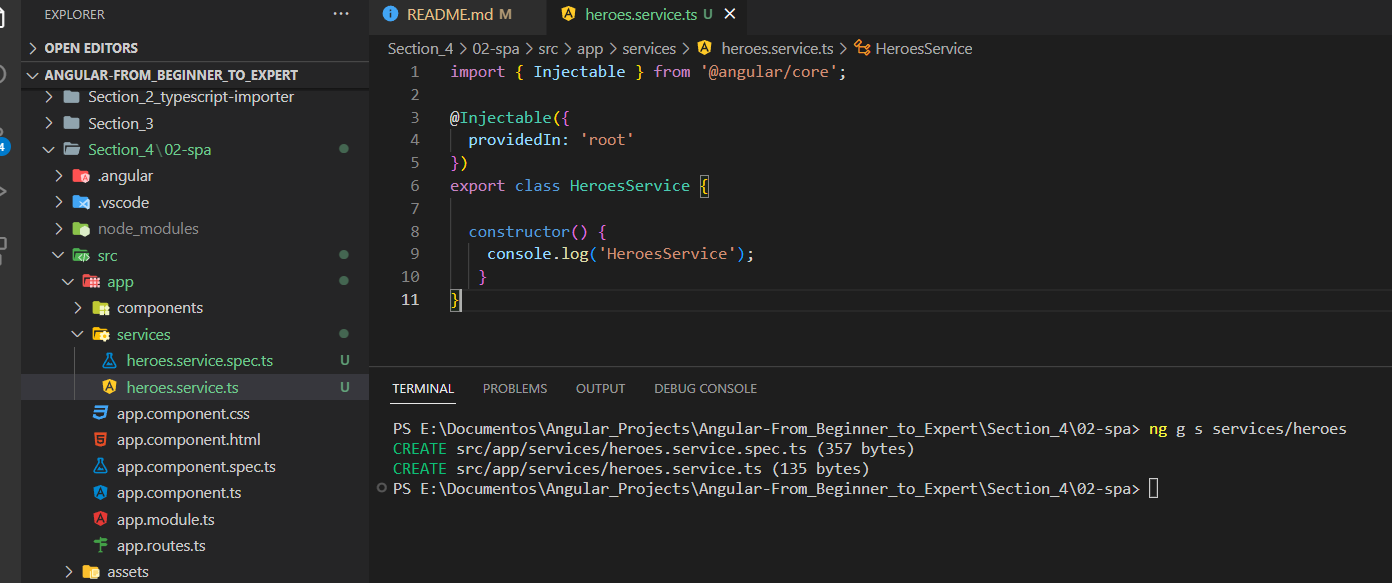 EXPLORER
···
OPEN EDITORS
ANGULAR-FROM_BEGINNER_TO_EXPERT
Section_2_typescript-importer
Section_3
Section_4\02-spa
.angular
.vscode
node_modules
src
app
components
services
heroes.service.spec.ts U
heroes.service.ts U
app.component.css
app.component.html
app.component.spec.ts
app.component.ts
app.module.ts
app.routes.ts
assets
4
README.md M
heroes.service.ts U
Section_4 > 02-spa > src > app > services > heroes.service.ts > HeroesService
1 import { Injectable } from '@angular/core';
2
3 @Injectable({
4 providedIn: 'root'
5 })
6 export class HeroesService {
7
8 constructor() {
9 console.log('HeroesService');
10 }
11 }
TERMINAL PROBLEMS OUTPUT DEBUG CONSOLE
PS E:\Documentos\Angular_Projects\Angular-From_Beginner_to_Expert\Section_4\02-spa> ng g s services/heroes
CREATE src/app/services/heroes.service.spec.ts (357 bytes)
CREATE src/app/services/heroes.service.ts (135 bytes)
PS E:\Documentos\Angular_Projects\Angular-From_Beginner_to_Expert\Section_4\02-spa>